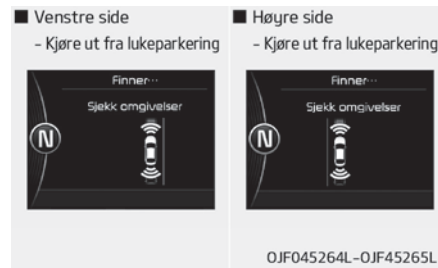 ■ Venstre side
- Kjøre ut fra lukeparkering
Finner...
Sjekk omgivelser
N
■ Høyre side
- Kjøre ut fra lukeparkering
Finner...
Sjekk omgivelser
N
OJF045264L-OJF45265L